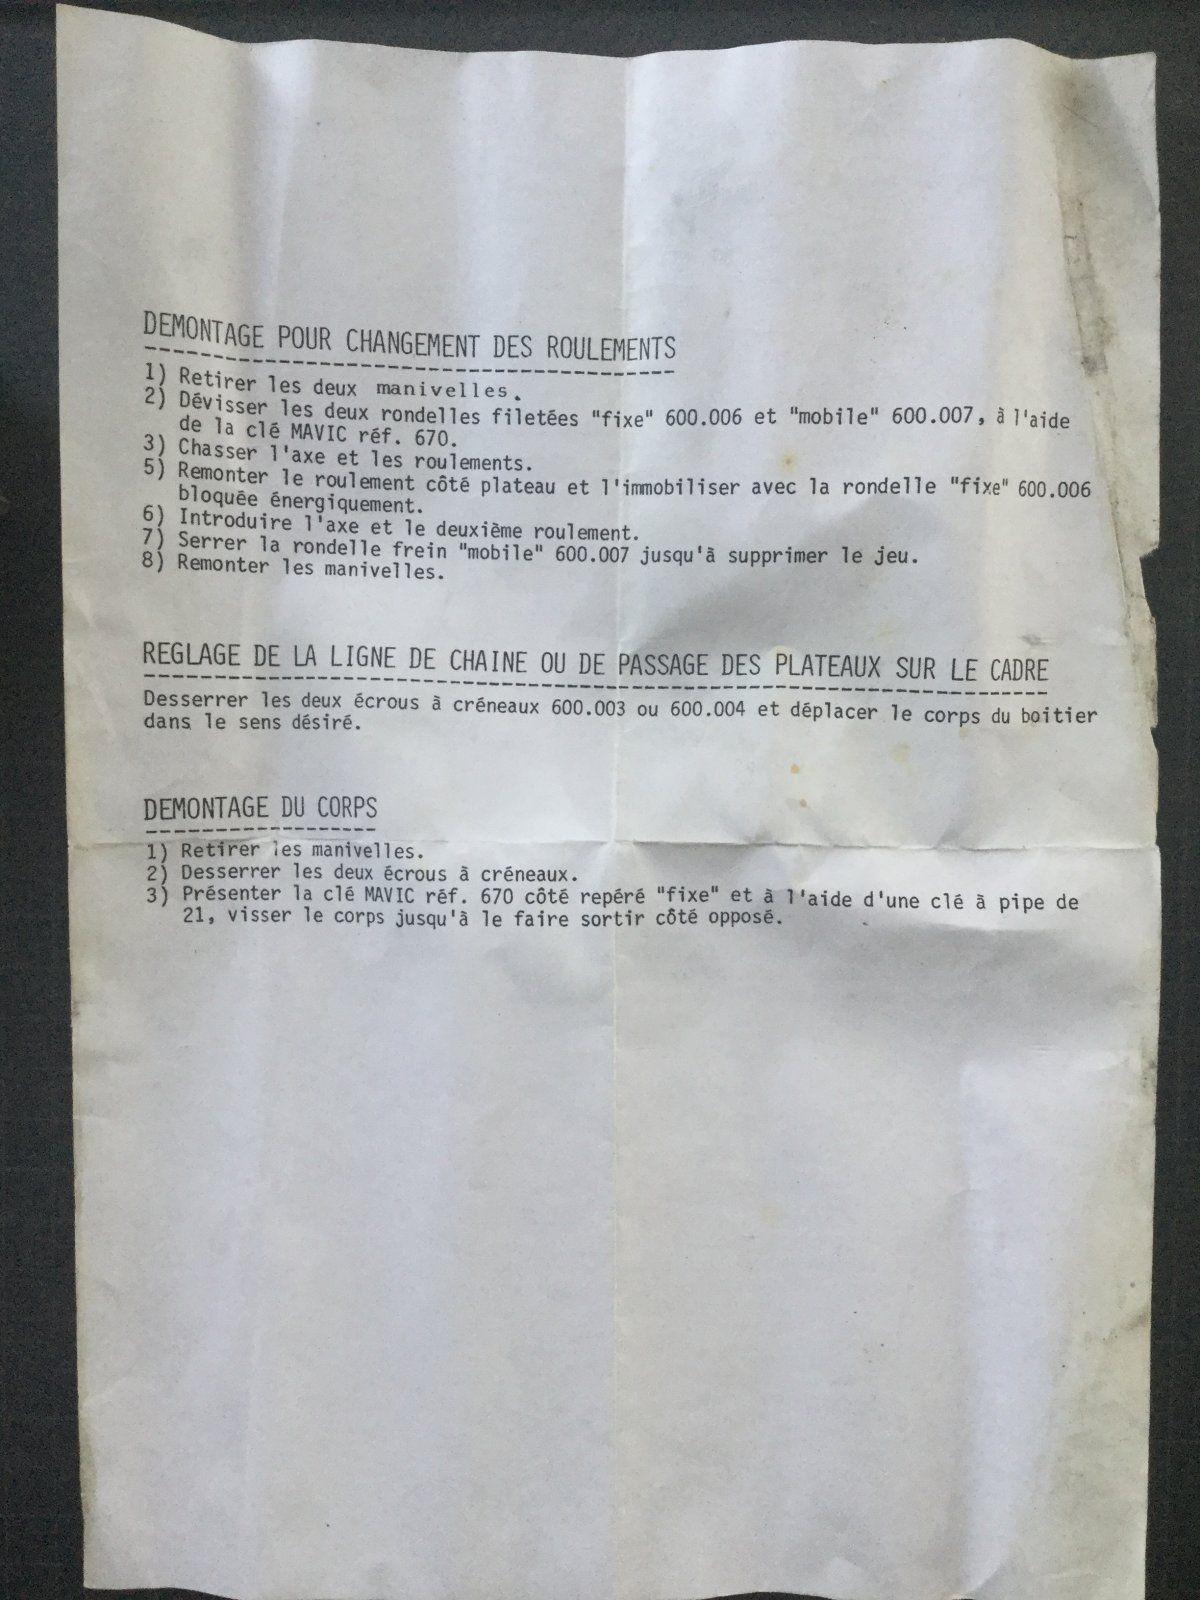 DEMONTAGE POUR CHANGEMENT DES ROULEMENTS
1) Retirer les deux manivelles.
2) Dévisser les deux rondelles filetées "fixe" 600.006 et "mobile" 600.007, à l'aide
de la clé MAVIC réf. 670.
3) Chasser l'axe et les roulements.
5) Remonter le roulement côté plateau et l'immobiliser avec la rondelle "fixe" 600.006
bloquée énergiquement.
6) Introduire l'axe et le deuxième roulement.
7) Serrer la rondelle frein "mobile" 600.007 jusqu'à supprimer le jeu.
8) Remonter les manivelles.
REGLAGE DE LA LIGNE DE CHAINE OU DE PASSAGE DES PLATEAUX SUR LE CADRE
Desserrer les deux écrous à créneaux 600.003 ou 600.004 et déplacer le corps du boitier
dans le sens désiré.
DEMONTAGE DU CORPS
1) Retirer les manivelles.
2) Desserrer les deux écrous à créneaux.
3) Présenter la clé MAVIC réf. 670 côté repéré "fixe" et à l'aide d'une clé à pipe de
21, visser le corps jusqu'à le faire sortir côté opposé.